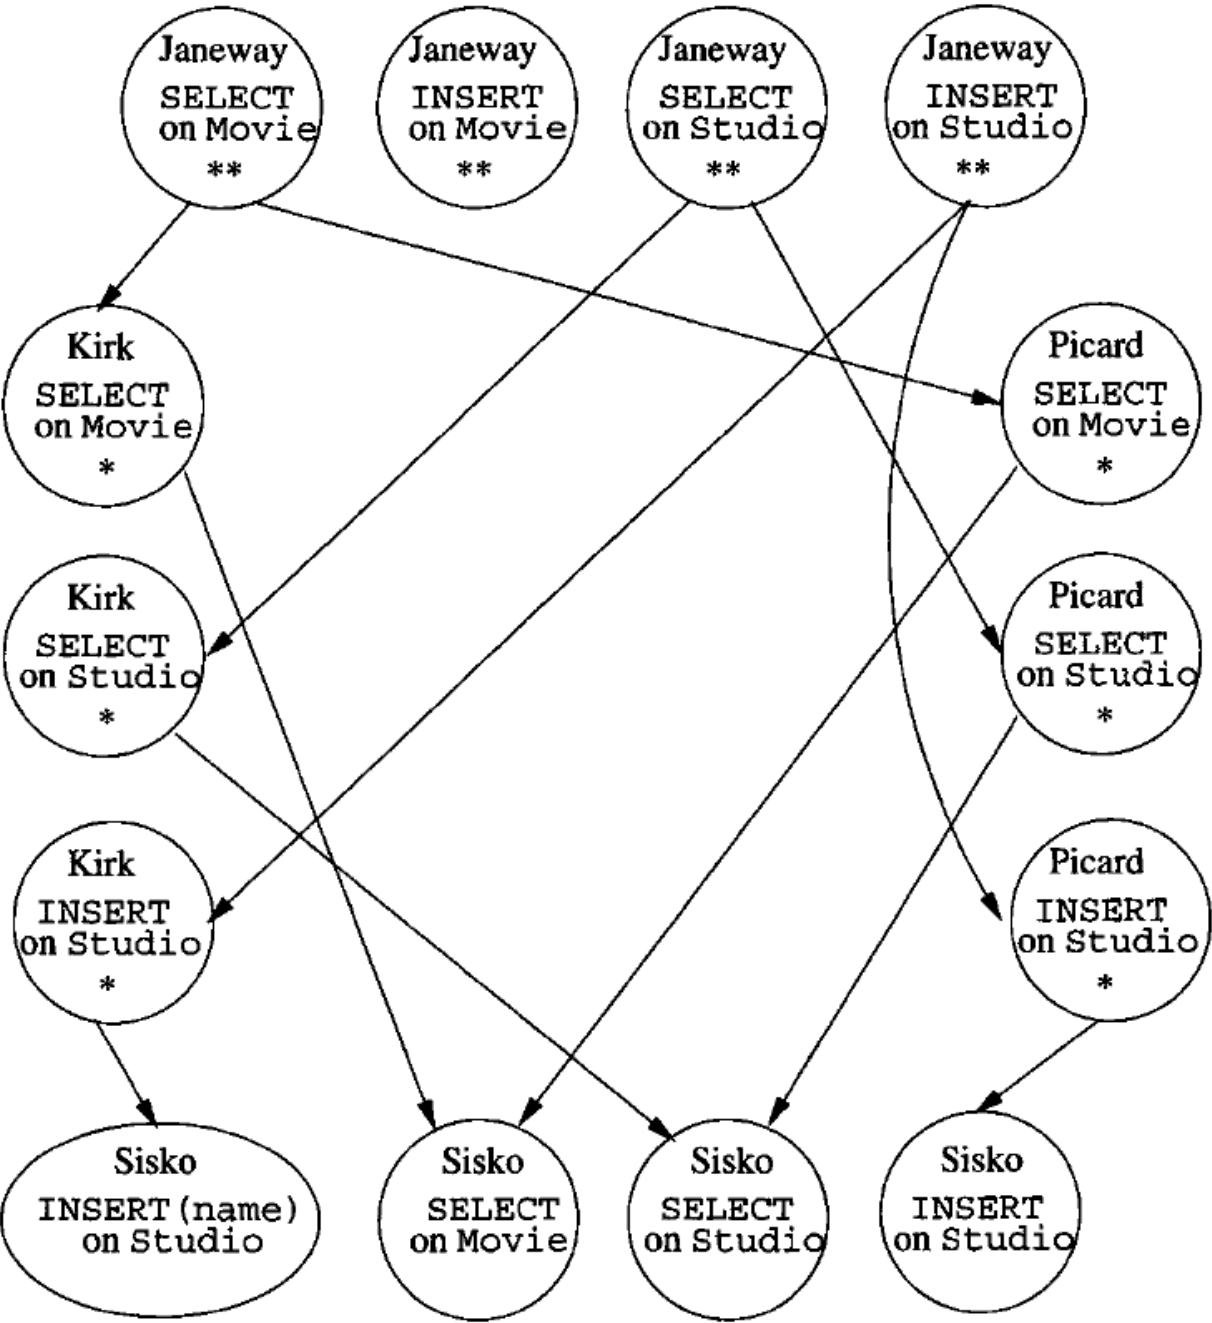 Janeway
SELECT
on Movie
**
Janeway
INSERT
on Movie
**
Janeway
SELECT
on Studio
**
Janeway
INSERT
on Studio
**
Kirk
SELECT
on Movie
*
Picard
SELECT
on Movie
*
Kirk
SELECT
on Studio
*
Picard
SELECT
on Studio
*
Kirk
INSERT
on Studio
*
Picard
INSERT
on Studio
*
Sisko
INSERT(name)
on Studio
Sisko
SELECT
on Movie
Sisko
SELECT
on Studio
Sisko
INSERT
on Studio